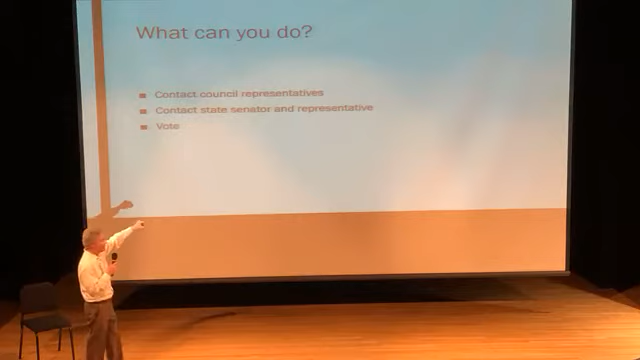 What can you do?
Contact council representatives
Contact state senator and representative
Vote